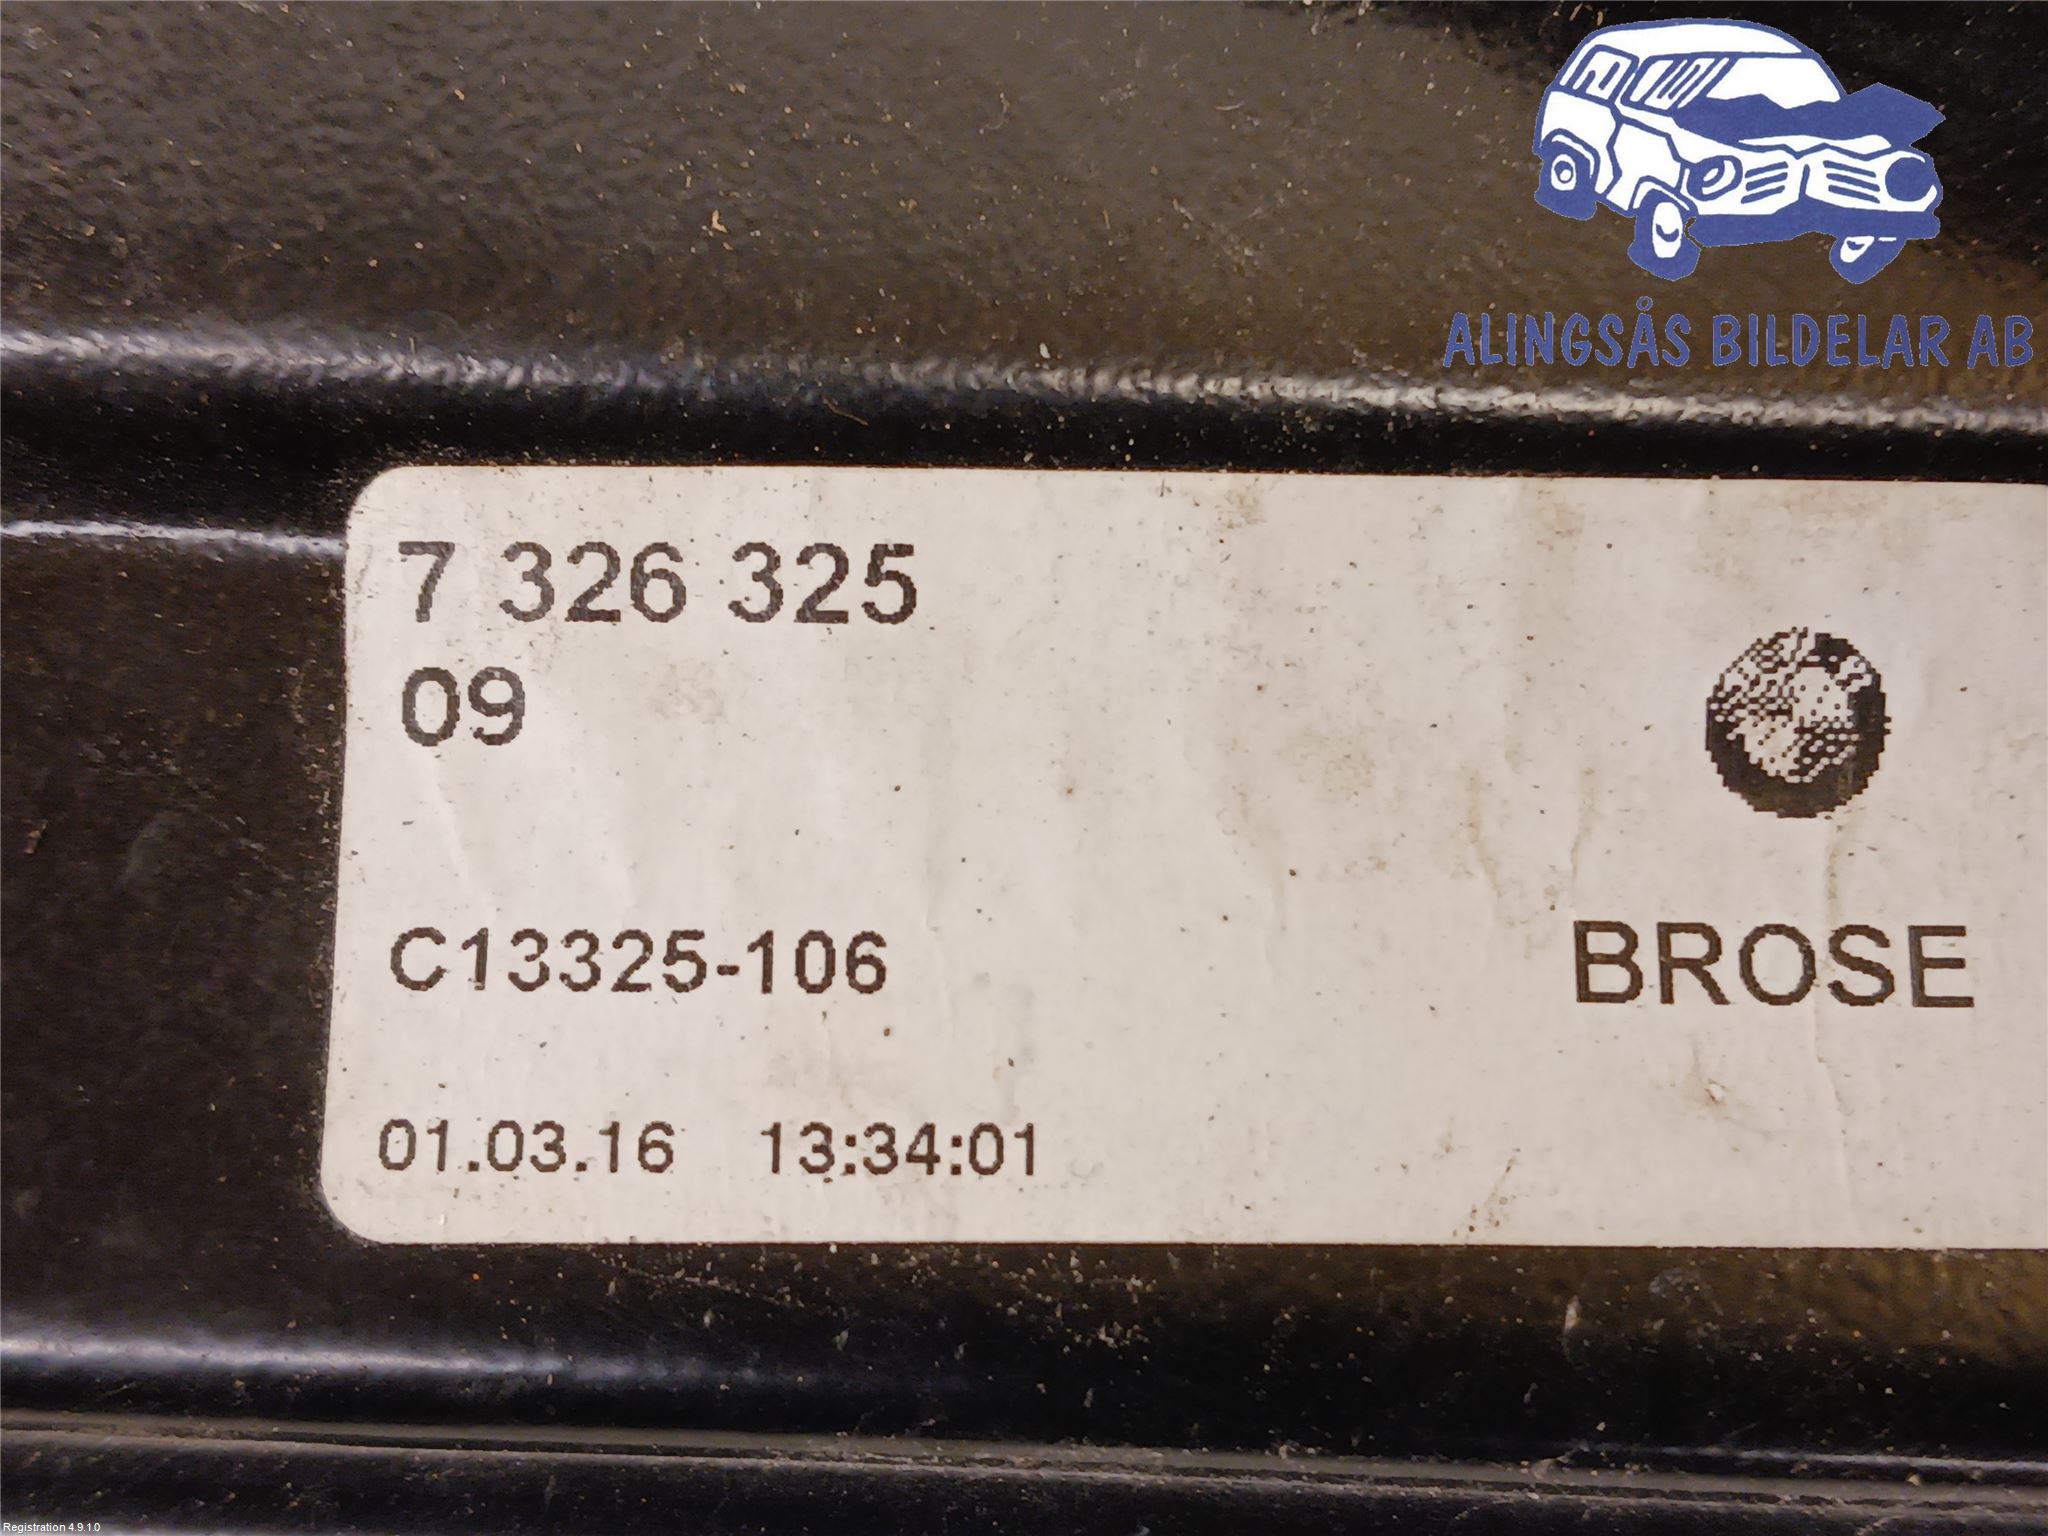 ALINGSÅS BILDELAR AB
7 326 325
09
C13325-106
BROSE
01.03.16 13:34:01
Registration 4.9.1.0